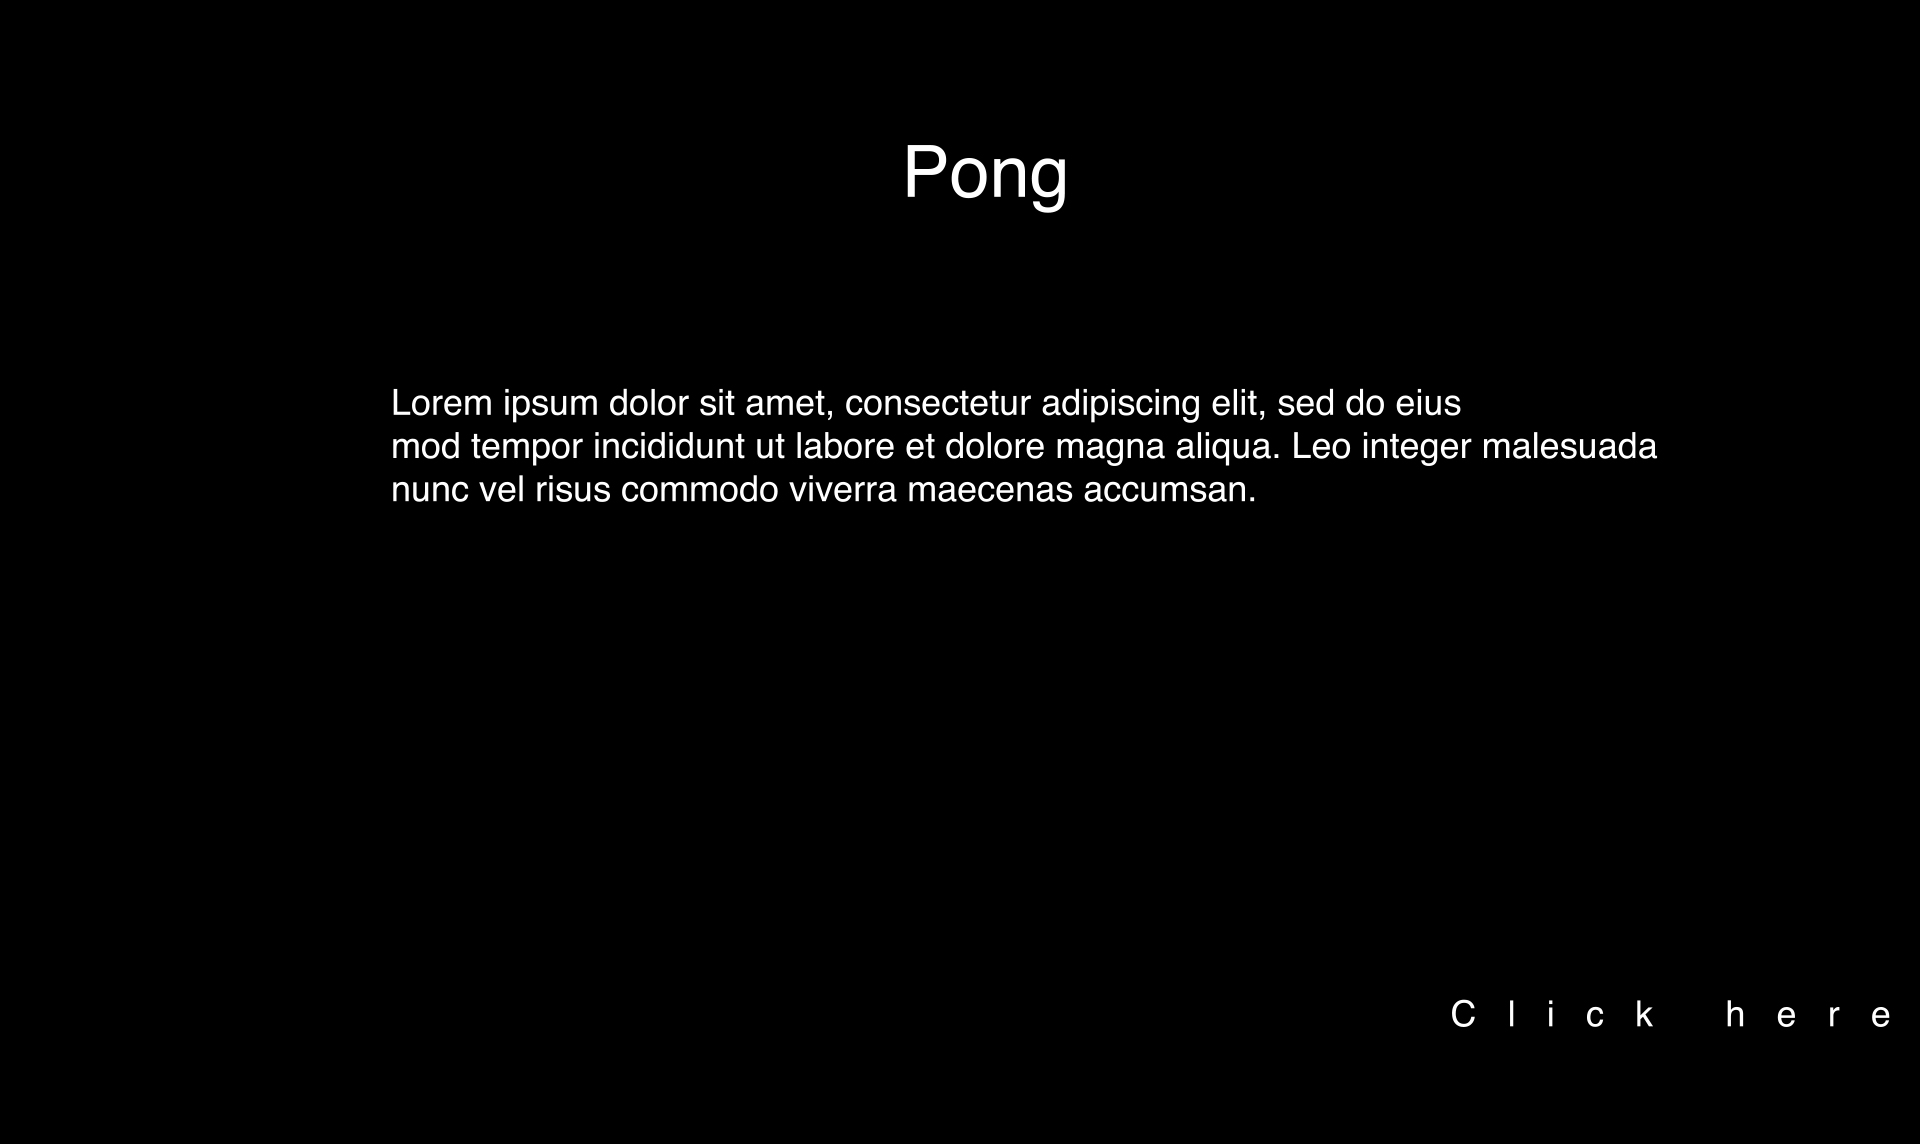 Pong
Lorem ipsum dolor sit amet, consectetur adipiscing elit, sed do eius
mod tempor incididunt ut labore et dolore magna aliqua. Leo integer malesuada
nunc vel risus commodo viverra maecenas accumsan.
Click here